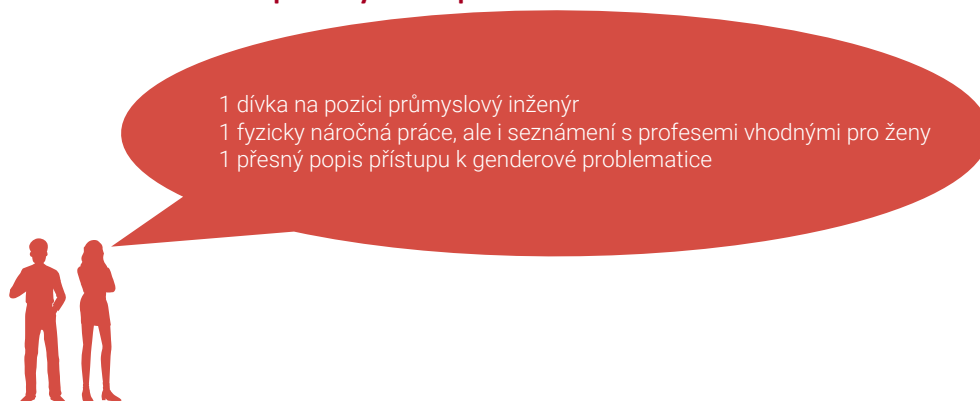 1 dívka na pozici průmyslový inženýr
1 fyzicky náročná práce, ale i seznámení s profesemi vhodnými pro ženy
1 přesný popis přístupu k genderové problematice